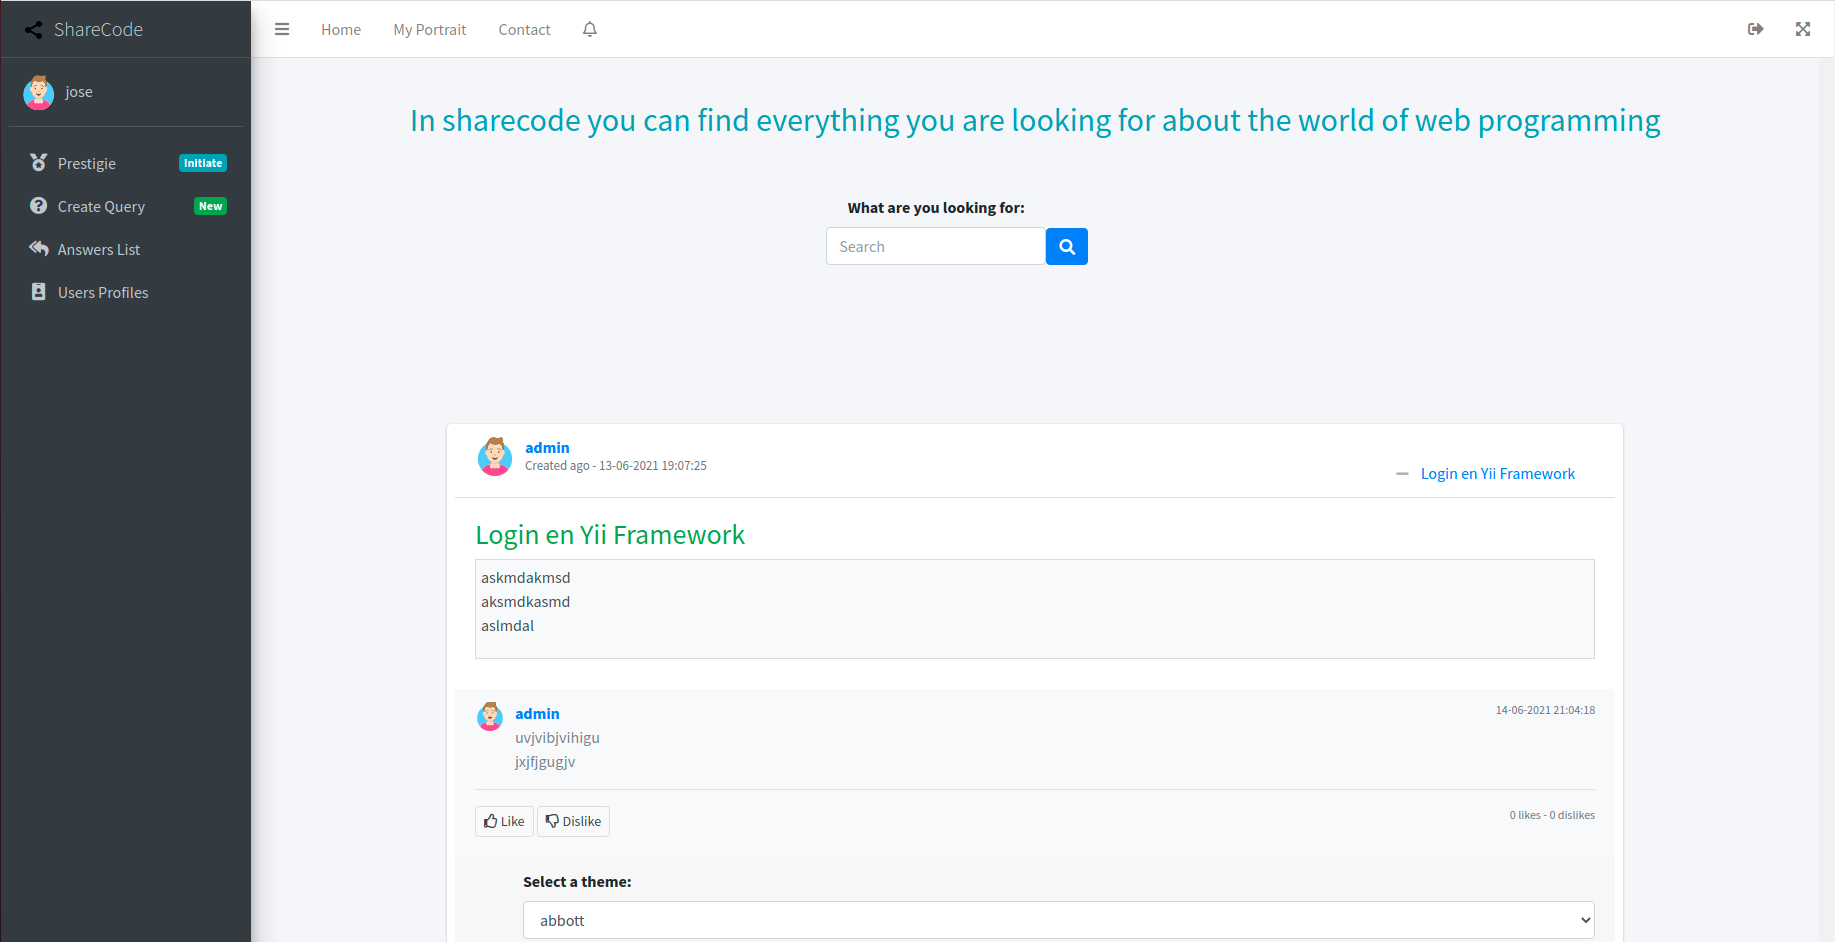 ShareCode
Home
My Portrait
Contact
jose
Prestigie
Initiate
Create Query
New
Answers List
Users Profiles
In sharecode you can find everything you are looking for about the world of web programming
What are you looking for:
Search
admin
Created ago - 13-06-2021 19:07:25
Login en Yii Framework
Login en Yii Framework
askmdakmsd
aksmdkasmd
aslmdal
admin
14-06-2021 21:04:18
uvjvibjvihigu
jxjfjgugjv
Like
Dislike
0 likes - 0 dislikes
Select a theme:
abbott